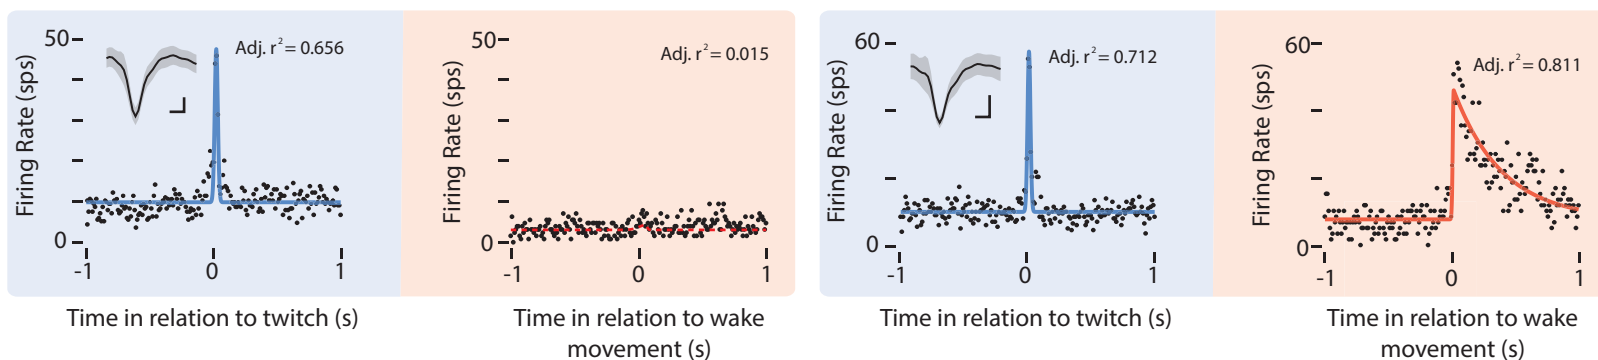 50
Adj. r² = 0.656
Firing Rate (sps)
0
-1
0
1
Time in relation to twitch (s)
50
Adj. r² = 0.015
Firing Rate (sps)
0
-1
0
1
Time in relation to wake
movement (s)
60
Adj. r² = 0.712
Firing Rate (sps)
0
-1
0
1
Time in relation to twitch (s)
60
Adj. r² = 0.811
Firing Rate (sps)
0
-1
0
1
Time in relation to wake
movement (s)